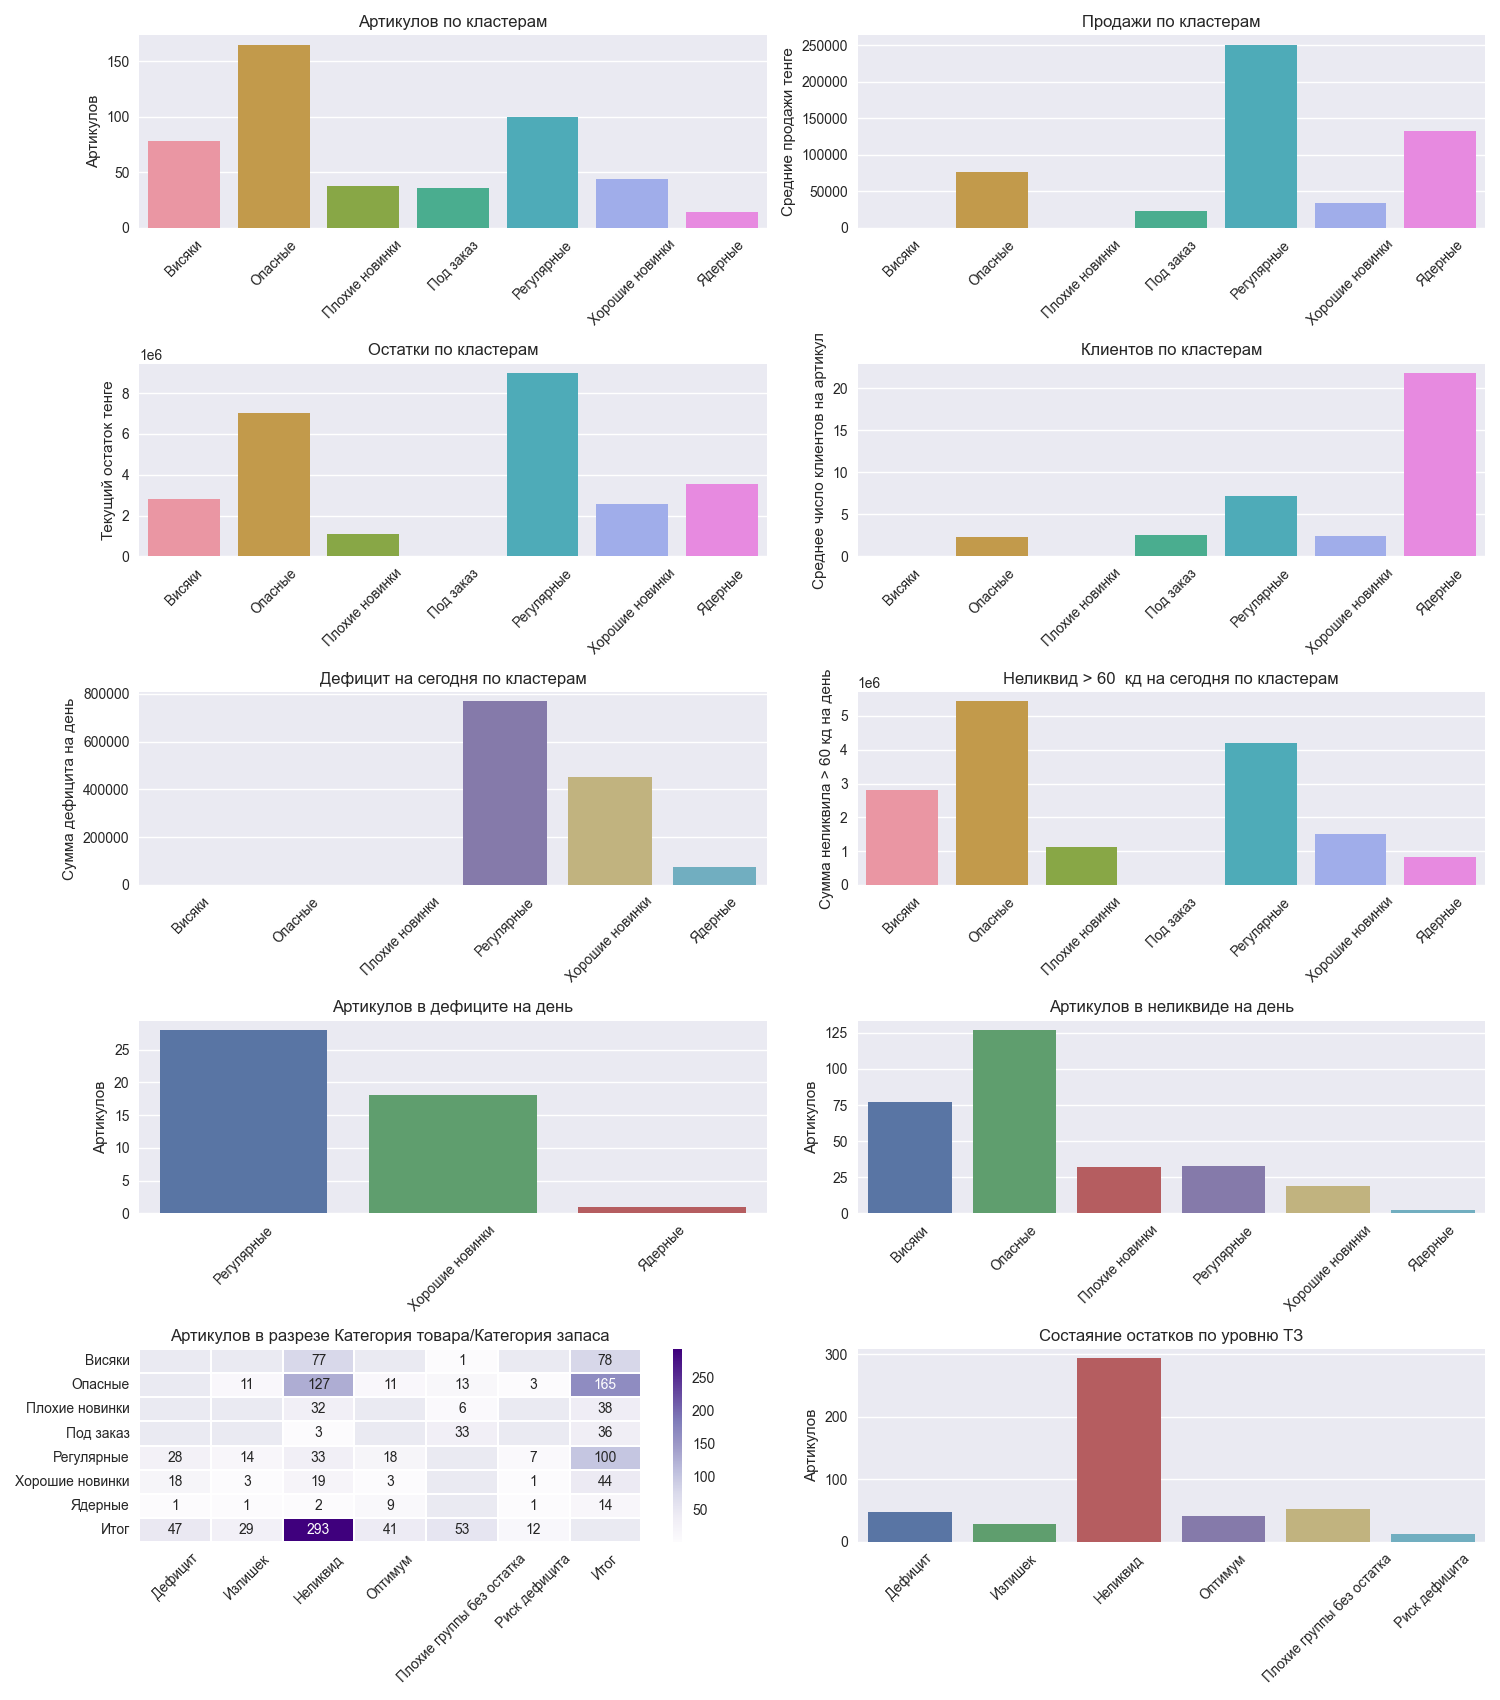 Артикулов по кластерам
Артикулов
150
100
50
0
Висяки
Опасные
Плохие новинки
Под заказ
Регулярные
Хорошие новинки
Ядерные
Продажи по кластерам
Средние продажи тенге
250000
200000
150000
100000
50000
0
Висяки
Опасные
Плохие новинки
Под заказ
Регулярные
Хорошие новинки
Ядерные
Остатки по кластерам
1e6
Текущий остаток тенге
8
6
4
2
0
Висяки
Опасные
Плохие новинки
Под заказ
Регулярные
Хорошие новинки
Ядерные
Клиентов по кластерам
Среднее число клиентов на артикул
20
15
10
5
0
Висяки
Опасные
Плохие новинки
Под заказ
Регулярные
Хорошие новинки
Ядерные
Дефицит на сегодня по кластерам
Сумма дефицита на день
800000
600000
400000
200000
0
Висяки
Опасные
Плохие новинки
Регулярные
Хорошие новинки
Ядерные
Неликвид > 60 кд на сегодня по кластерам
1e6
Сумма неликвила > 60 кд на день
5
4
3
2
1
0
Висяки
Опасные
Плохие новинки
Под заказ
Регулярные
Хорошие новинки
Ядерные
Артикулов в дефиците на день
Артикулов
25
20
15
10
5
0
Регулярные
Хорошие новинки
Ядерные
Артикулов в неликвиде на день
Артикулов
125
100
75
50
25
0
Висяки
Опасные
Плохие новинки
Регулярные
Хорошие новинки
Ядерные
Артикулов в разрезе Категория товара/Категория запаса
Висяки 77 1 78
Опасные 11 127 11 13 3 165
Плохие новинки 32 6 38
Под заказ 3 33 36
Регулярные 28 14 33 18 7 100
Хорошие новинки 18 3 19 3 1 44
Ядерные 1 1 2 9 1 14
Итог 47 29 293 41 53 12
Дефицит
Излишек
Неликвид
Оптимум
Плохие группы без остатка
Риск дефицита
Итог
250
200
150
100
50
Состаяние остатков по уровню ТЗ
Артикулов
300
200
100
0
Дефицит
Излишек
Неликвид
Оптимум
Плохие группы без остатка
Риск дефицита